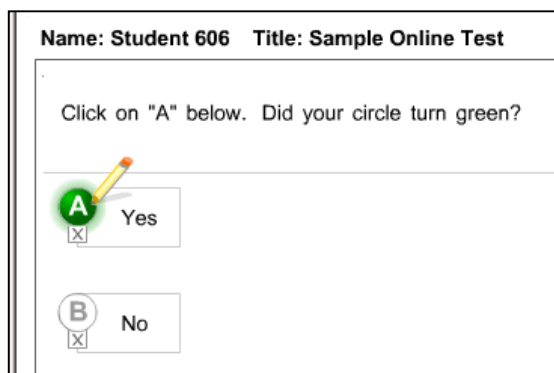 Name: Student 606 Title: Sample Online Test
Click on "A" below. Did your circle turn green?
A
X
Yes
B
X
No